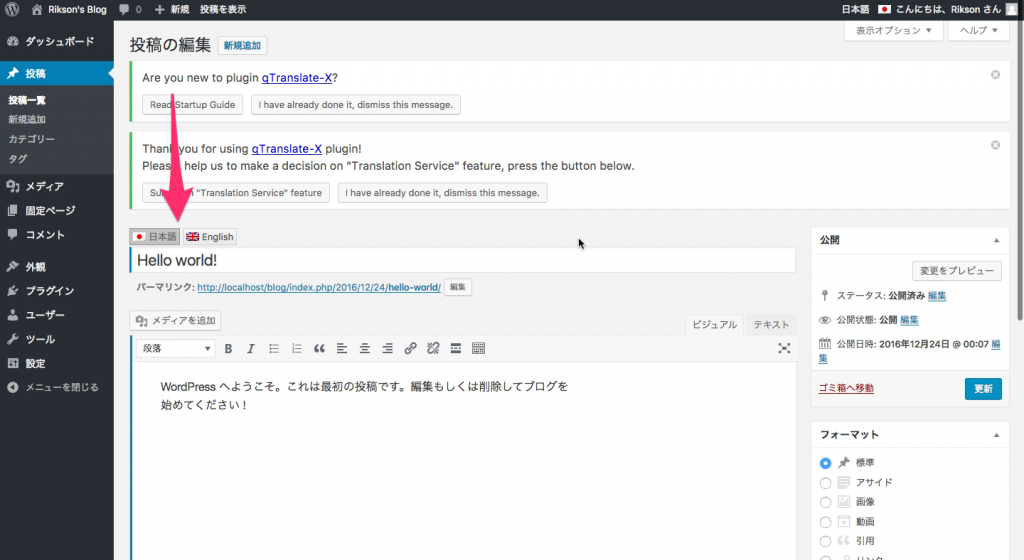 Rikson's Blog 0 新規 投稿を表示 日本語 こんにちは、Rikson さん
ダッシュボード
投稿
投稿一覧
新規追加
カテゴリー
タグ
メディア
固定ページ
コメント
外観
プラグイン
ユーザー
ツール
設定
メニューを閉じる
表示オプション ヘルプ
投稿の編集 新規追加
Are you new to plugin qTranslate-X?
Read Startup Guide I have already done it, dismiss this message.
Thank you for using qTranslate-X plugin!
Please help us to make a decision on "Translation Service" feature, press the button below.
"Translation Service" feature I have already done it, dismiss this message.
日本語 English
Hello world!
パーマリンク: http://localhost/blog/index.php/2016/12/24/hello-world/ 編集
メディアを追加 ビジュアル テキスト
段落 B I
WordPress へようこそ。これは最初の投稿です。編集もしくは削除してブログを
始めてください！
公開
変更をプレビュー
ステータス: 公開済み 編集
公開状態: 公開 編集
公開日時: 2016年12月24日 @ 00:07 編
集
ゴミ箱へ移動 更新
フォーマット
標準
アサイド
画像
動画
引用
リンク